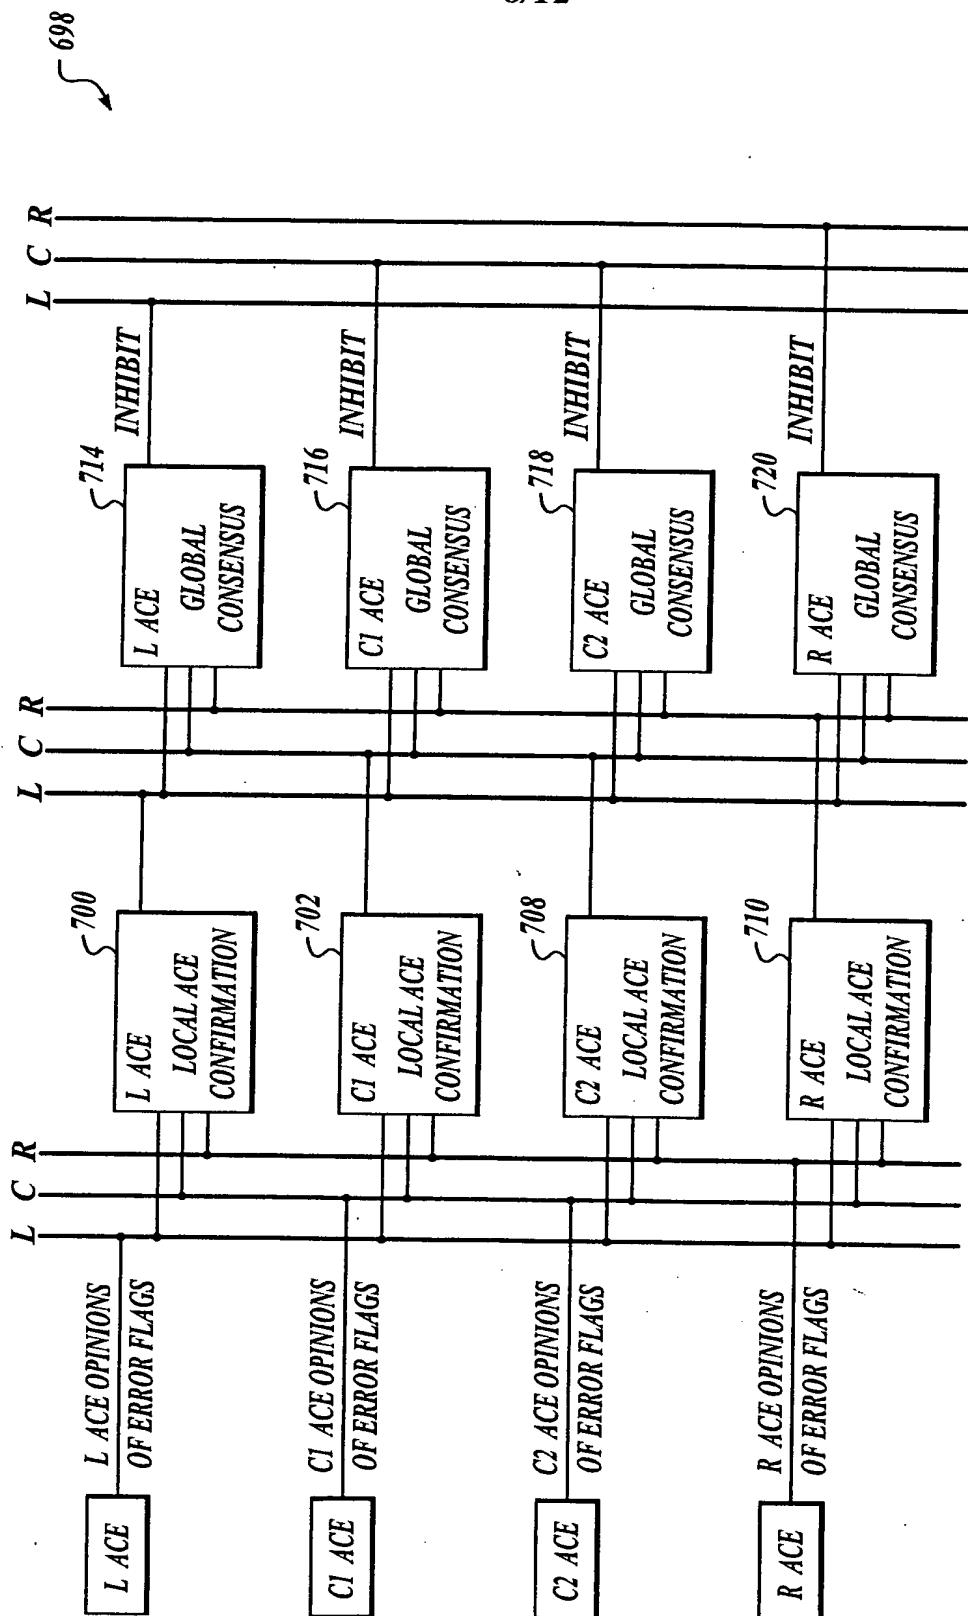 698
L ACE
L ACE OPINIONS
OF ERROR FLAGS
L
C
R
L ACE
LOCAL ACE
CONFIRMATION
700
L
C
R
L ACE
GLOBAL
CONSENSUS
714
INHIBIT
L
C
R
C1 ACE
C1 ACE OPINIONS
OF ERROR FLAGS
C1 ACE
LOCAL ACE
CONFIRMATION
702
C1 ACE
GLOBAL
CONSENSUS
716
INHIBIT
C2 ACE
C2 ACE OPINIONS
OF ERROR FLAGS
C2 ACE
LOCAL ACE
CONFIRMATION
708
C2 ACE
GLOBAL
CONSENSUS
718
INHIBIT
R ACE
R ACE OPINIONS
OF ERROR FLAGS
R ACE
LOCAL ACE
CONFIRMATION
710
R ACE
GLOBAL
CONSENSUS
720
INHIBIT